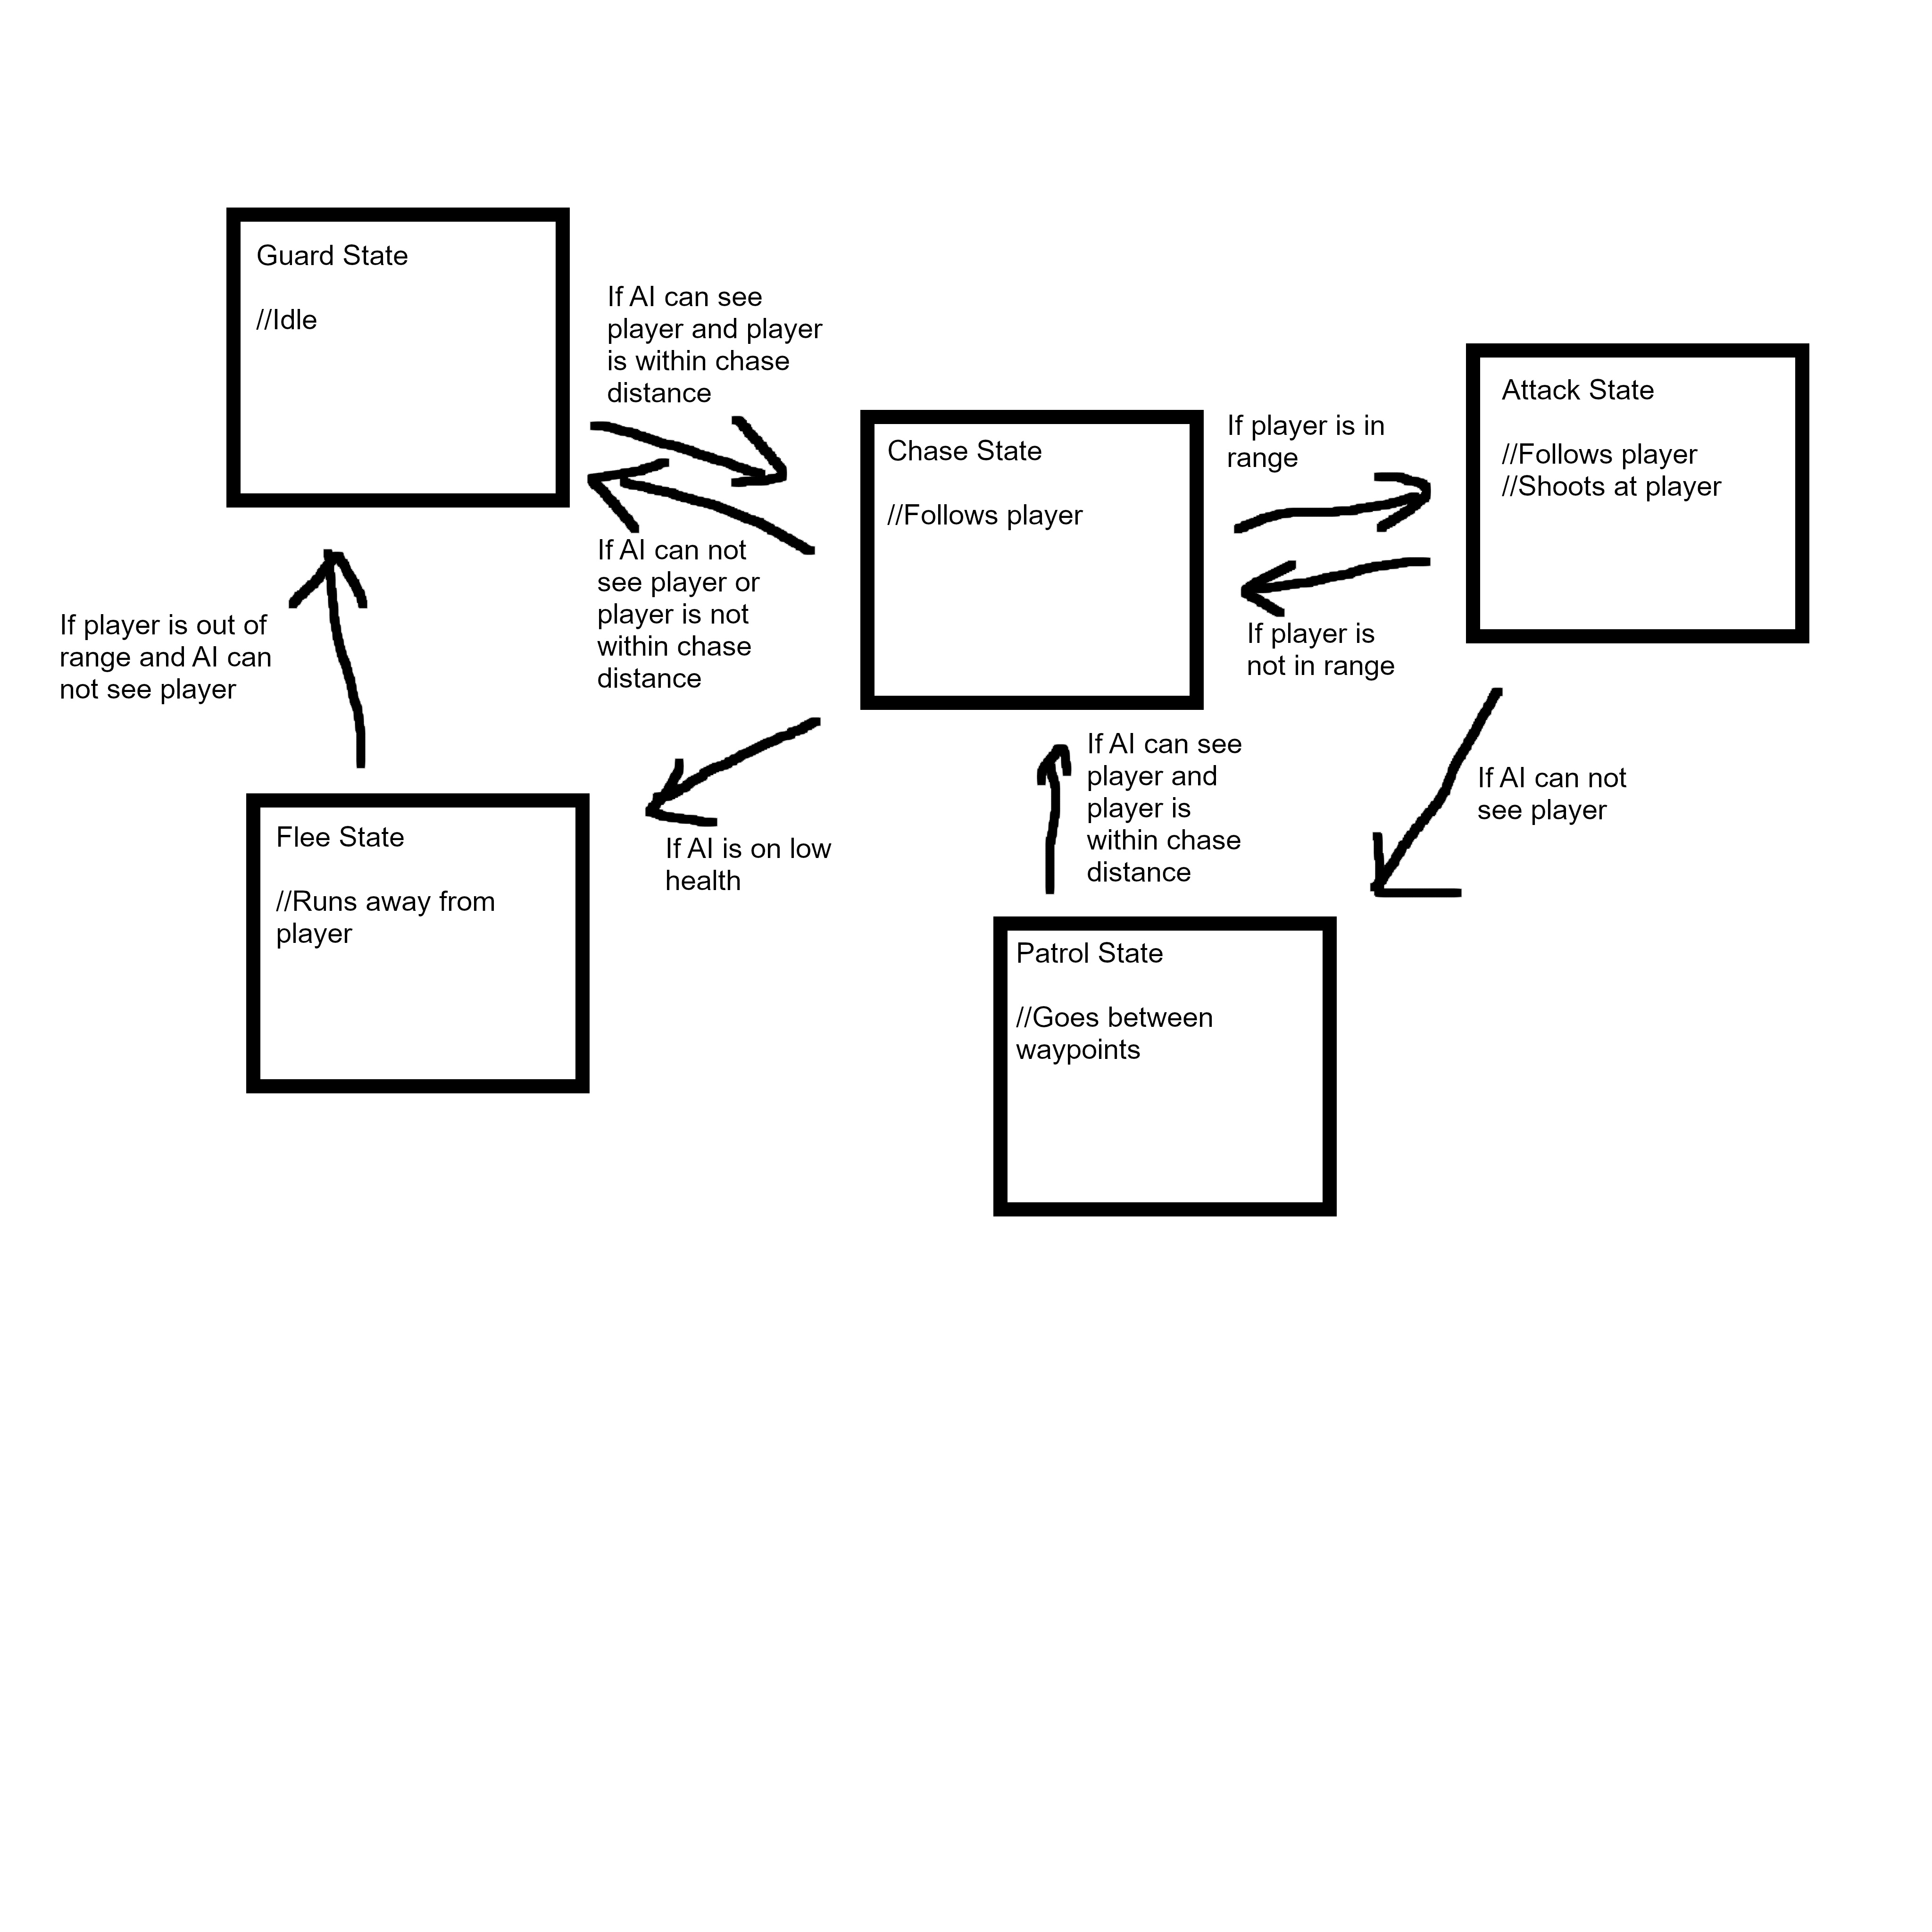 Guard State
//Idle
If AI can see
player and player
is within chase
distance
If AI can not
see player or
player is not
within chase
distance
Chase State
//Follows player
If player is in
range
If player is
not in range
Attack State
//Follows player
//Shoots at player
If player is out of
range and AI can
not see player
Flee State
//Runs away from
player
If AI is on low
health
If AI can see
player and
player is
within chase
distance
If AI can not
see player
Patrol State
//Goes between
waypoints